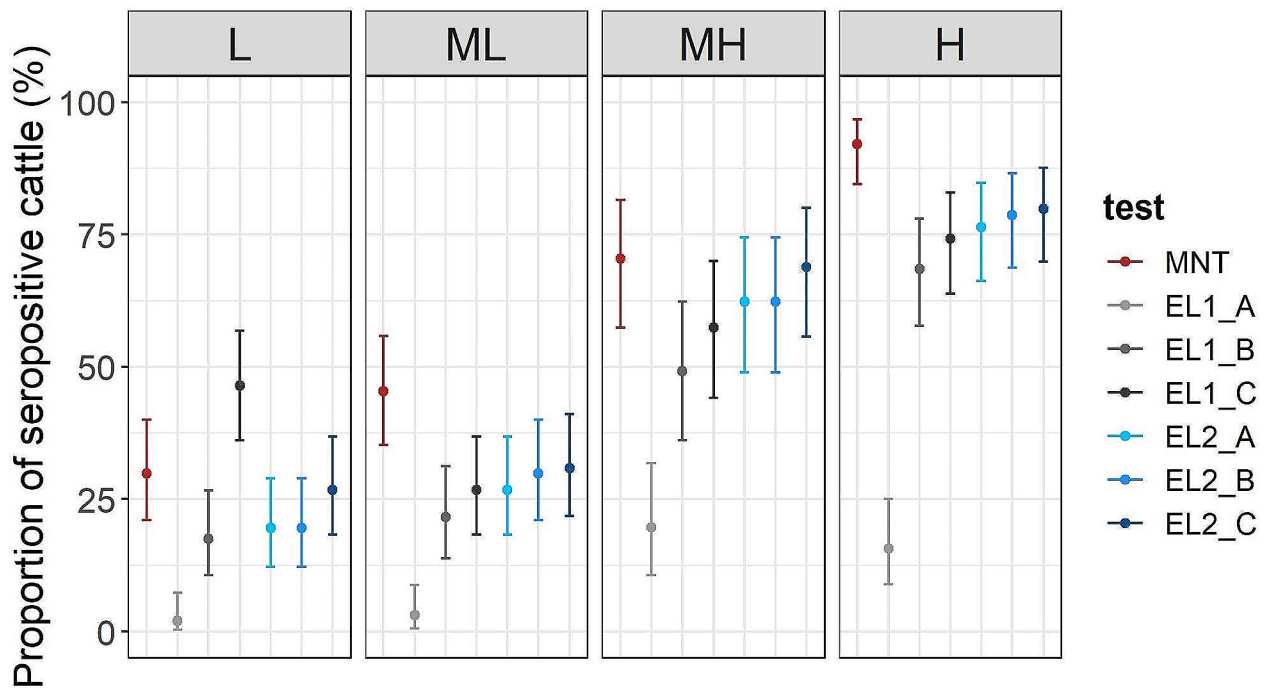 L ML MH H
Proportion of seropositive cattle (%)
100
75
50
25
0
test
MNT
EL1_A
EL1_B
EL1_C
EL2_A
EL2_B
EL2_C